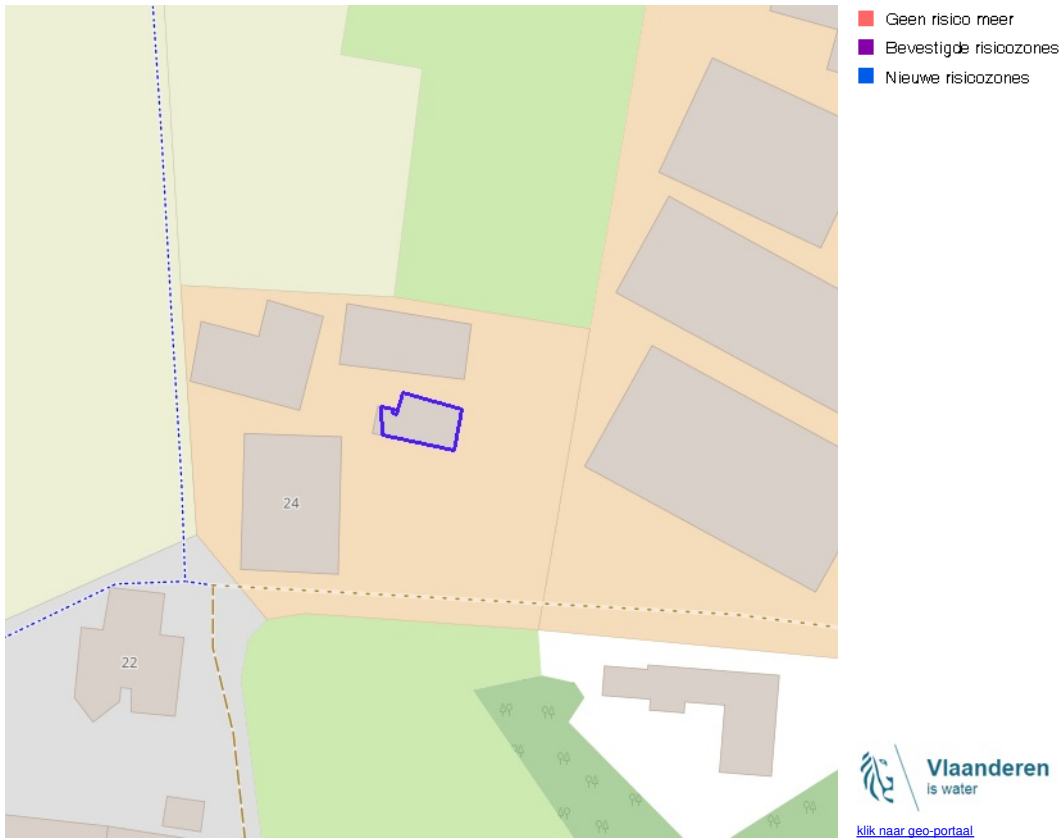 Geen risico meer
Bevestigde risicozones
Nieuwe risicozones
24
22
Vlaanderen
is water
klik naar geo-portaal